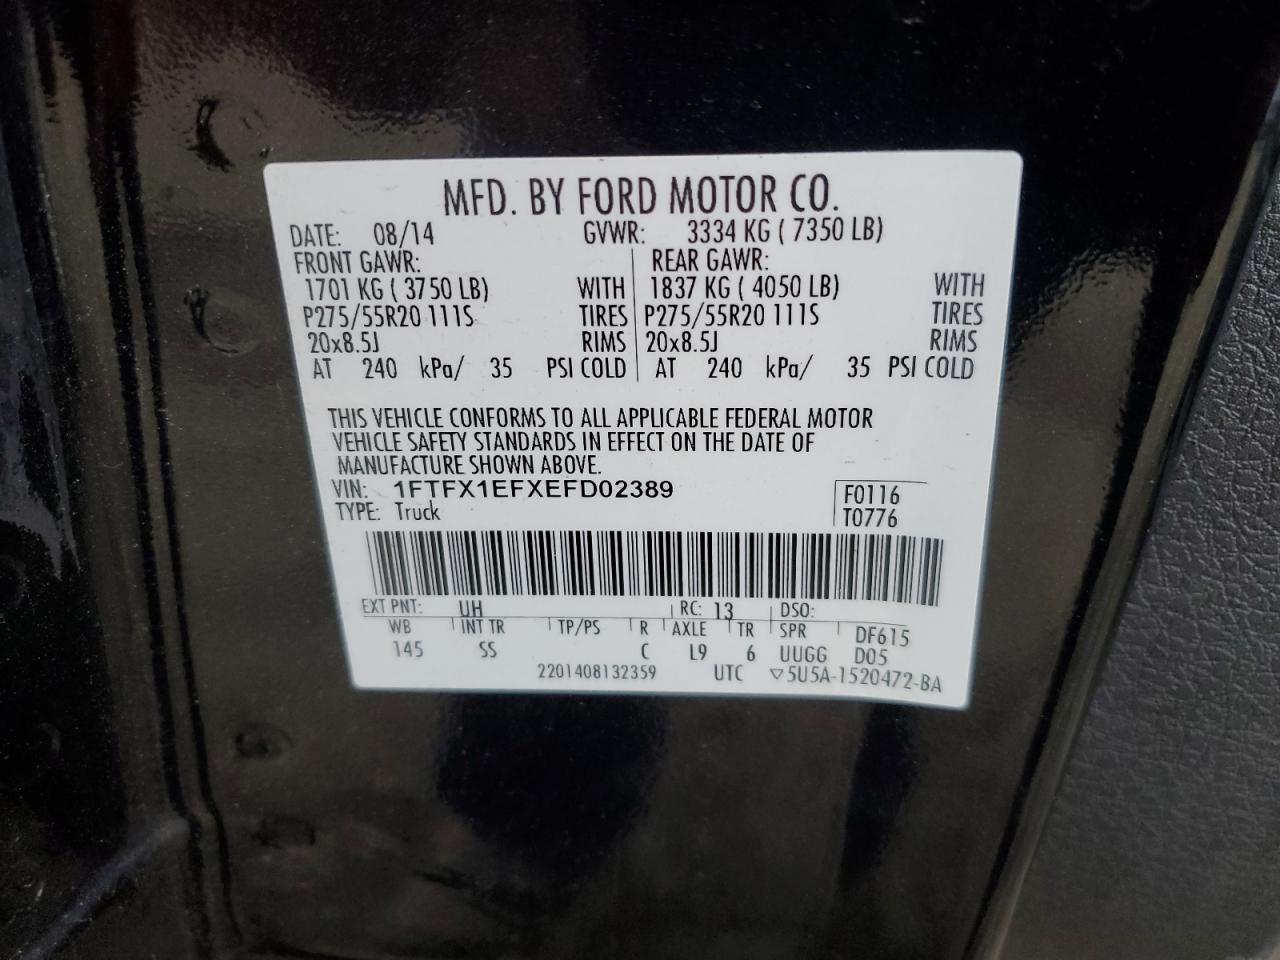 MFD. BY FORD MOTOR CO.
DATE: 08/14 GVWR: 3334 KG ( 7350 LB)
FRONT GAWR: REAR GAWR:
1701 KG ( 3750 LB) WITH 1837 KG ( 4050 LB) WITH
P275/55R20 111S TIRES P275/55R20 111S TIRES
20x8.5J RIMS 20x8.5J RIMS
AT 240 kPa/ 35 PSI COLD AT 240 kPa/ 35 PSI COLD
THIS VEHICLE CONFORMS TO ALL APPLICABLE FEDERAL MOTOR
VEHICLE SAFETY STANDARDS IN EFFECT ON THE DATE OF
MANUFACTURE SHOWN ABOVE.
VIN: 1FTFX1EFXEFD02389 F0116
TYPE: Truck T0776
EXT PNT: UH RC: 13 DSO:
WB INT TR TP/PS R AXLE TR SPR DF615
145 SS C L9 6 UUGG D05
2201408132359 UTC ▽5U5A-1520472-BA